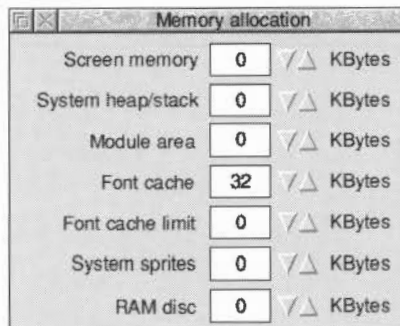 Memory allocation
Screen memory 0 KBytes
System heap/stack 0 KBytes
Module area 0 KBytes
Font cache 32 KBytes
Font cache limit 0 KBytes
System sprites 0 KBytes
RAM disc 0 KBytes